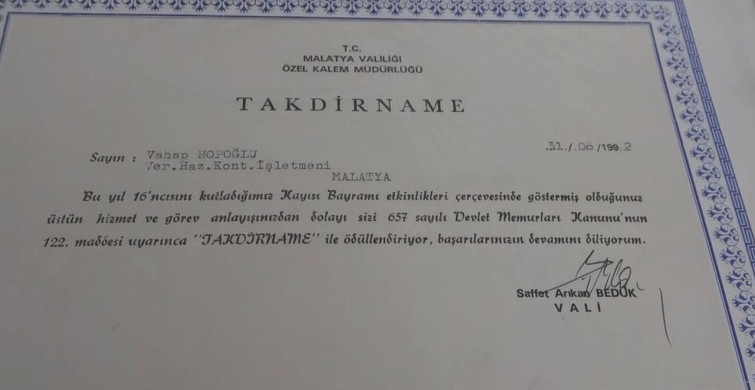 T.C.
MALATYA VALİLİĞİ
ÖZEL KALEM MÜDÜRLÜĞÜ
TAKDİRNAME
31/06/1992
Sayın : Vahap HOPOĞLU
Ver.Haz.Kont.İşletmeni
MALATYA
Bu yıl 16'ncısını kutladığımız Kayısı Bayramı etkinlikleri çerçevesinde göstermiş olduğunuz
üstün hizmet ve görev anlayışınızdan dolayı sizi 657 sayılı Devlet Memurları Kanunu'nun
122. maddesi uyarınca "TAKDİRNAME" ile ödüllendiriyor, başarılarınızın devamını diliyorum.
Saffet Arıkan BEDÜK
VALİ